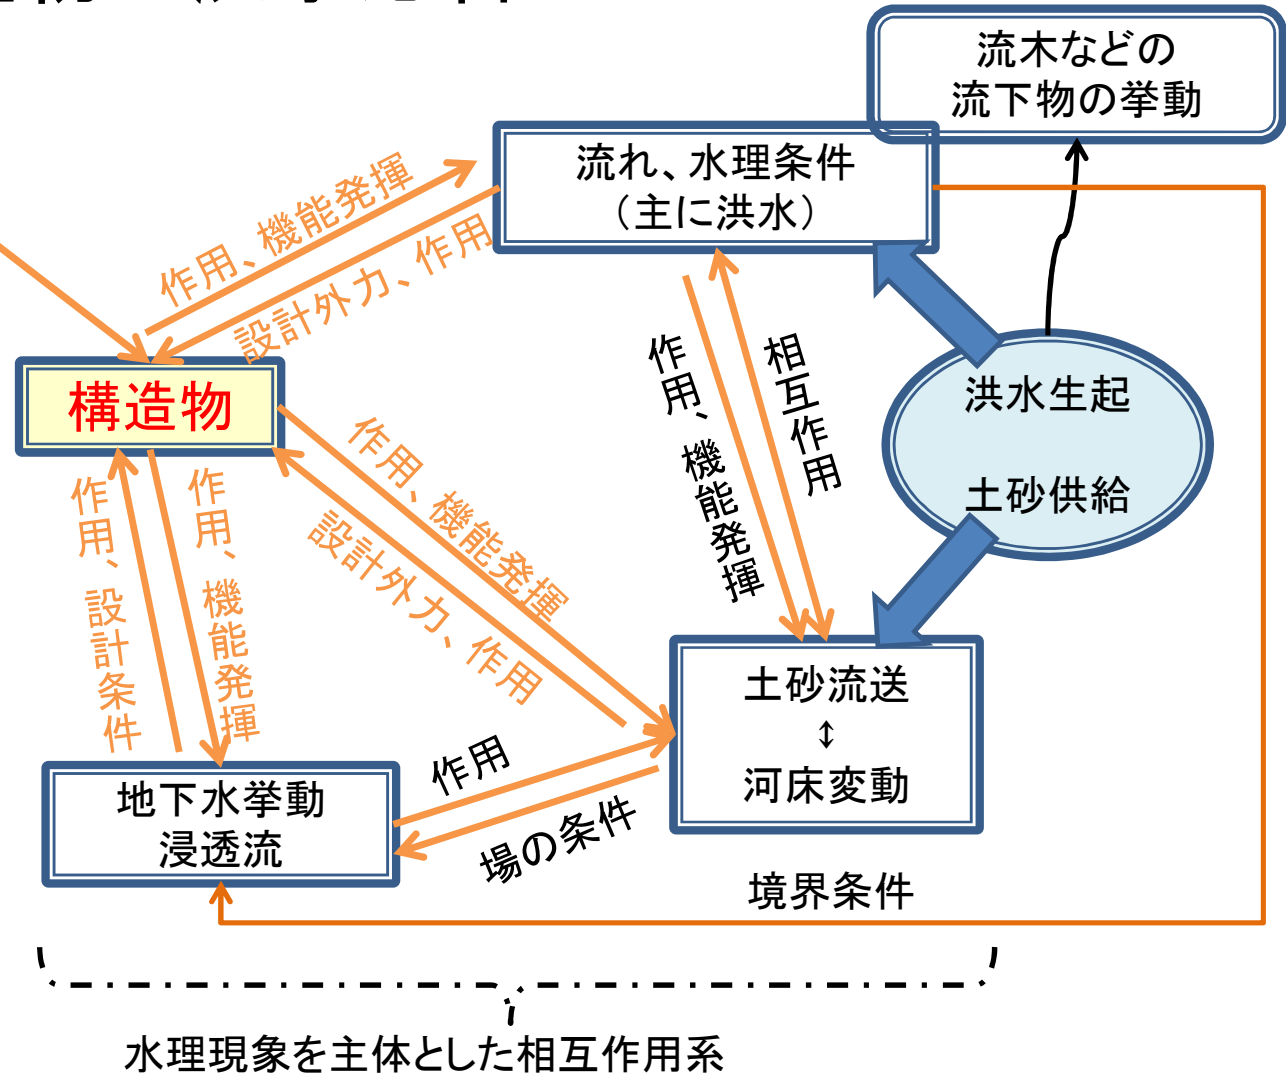 流木などの
流下物の挙動
流れ、水理条件
（主に洪水）
作用、機能発揮
設計外力、作用
構造物
作用、機能発揮
相互作用
洪水生起
土砂供給
作用、機能発揮
設計外力、作用
作用、設計条件
作用、機能発揮
土砂流送
↕
河床変動
地下水挙動
浸透流
作用
場の条件
境界条件
水理現象を主体とした相互作用系